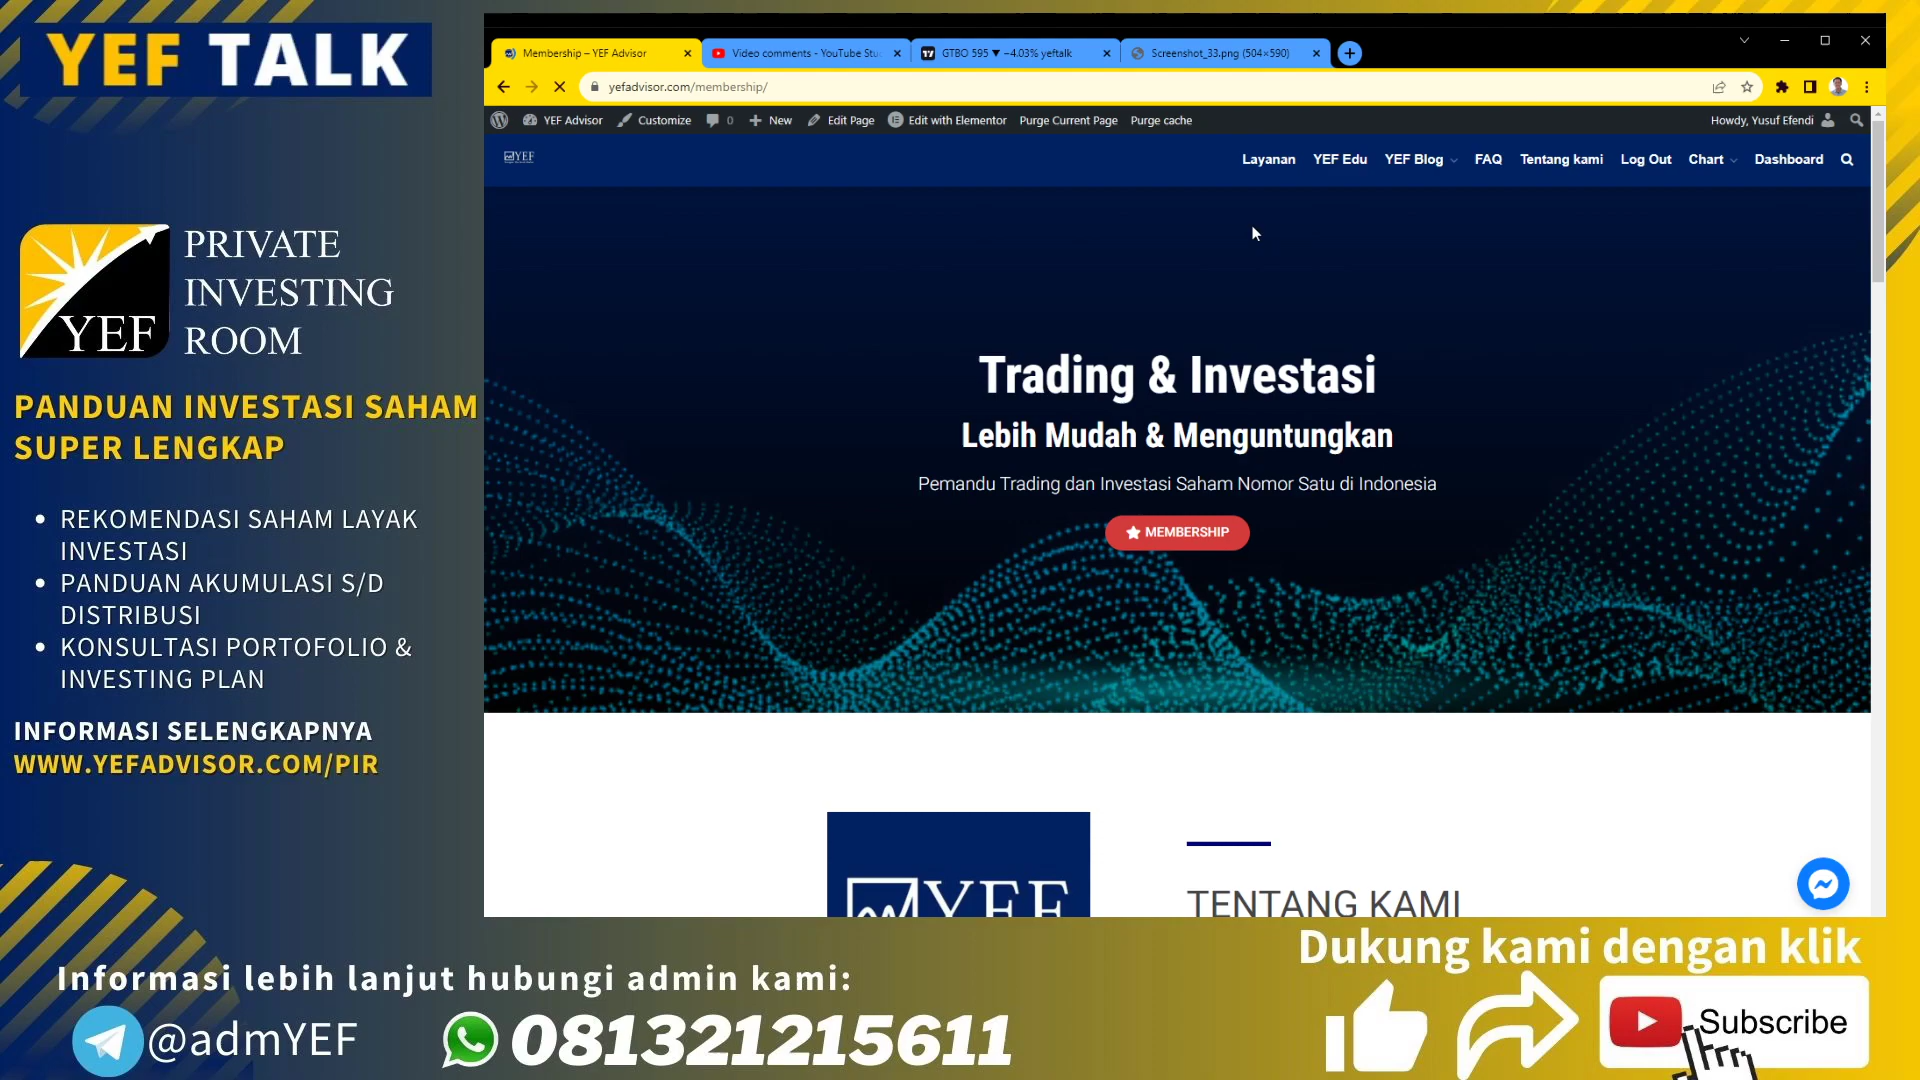 YEF TALK
YEF
PRIVATE
INVESTING
ROOM
PANDUAN INVESTASI SAHAM
SUPER LENGKAP
• REKOMENDASI SAHAM LAYAK
INVESTASI
• PANDUAN AKUMULASI S/D
DISTRIBUSI
• KONSULTASI PORTOFOLIO &
INVESTING PLAN
INFORMASI SELENGKAPNYA
WWW.YEFADVISOR.COM/PIR
Membership – YEF Advisor
Video comments - YouTube Stu
GTBO 595 ▼ −4.03% yeftalk
Screenshot_33.png (504×590)
yefadvisor.com/membership/
YEF Advisor Customize 0 New Edit Page Edit with Elementor Purge Current Page Purge cache Howdy, Yusuf Efendi
YEF Layanan YEF Edu YEF Blog FAQ Tentang kami Log Out Chart Dashboard
Trading & Investasi
Lebih Mudah & Menguntungkan
Pemandu Trading dan Investasi Saham Nomor Satu di Indonesia
MEMBERSHIP
YEF
TENTANG KAMI
Dukung kami dengan klik
Subscribe
Informasi lebih lanjut hubungi admin kami:
@admYEF 081321215611